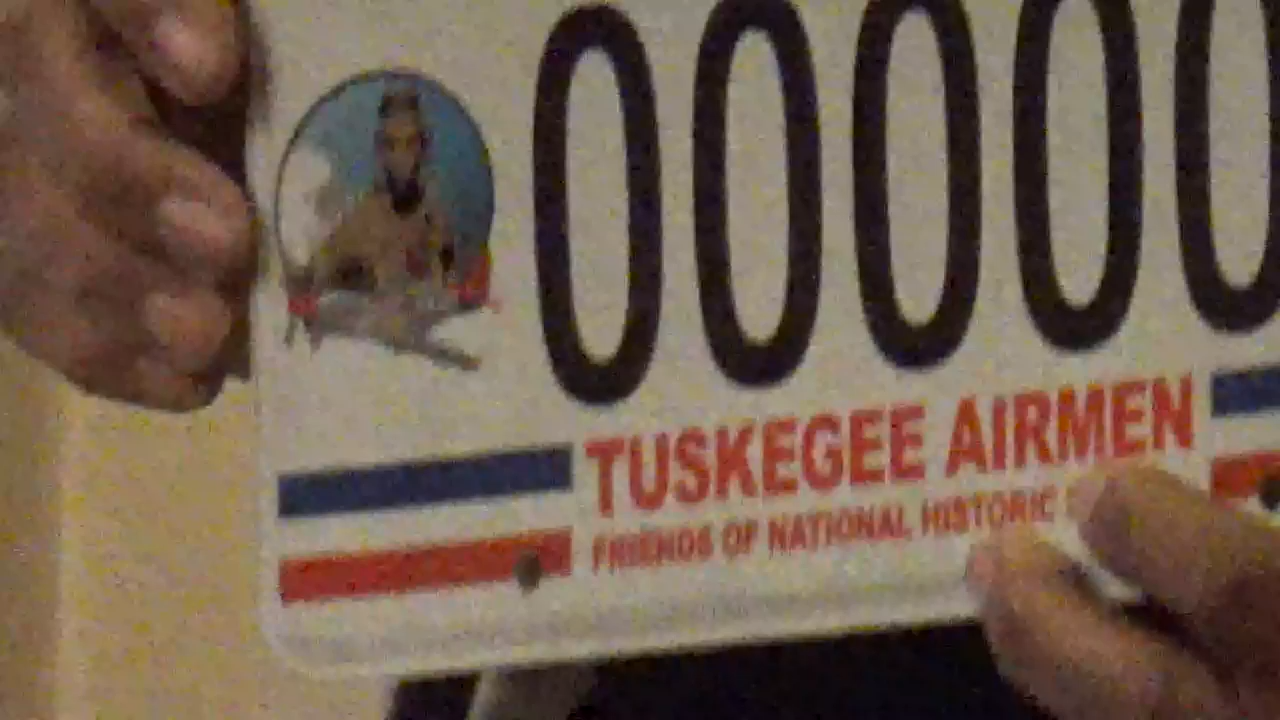 00000
TUSKEGEE AIRMEN
FRIENDS OF NATIONAL HISTORIC